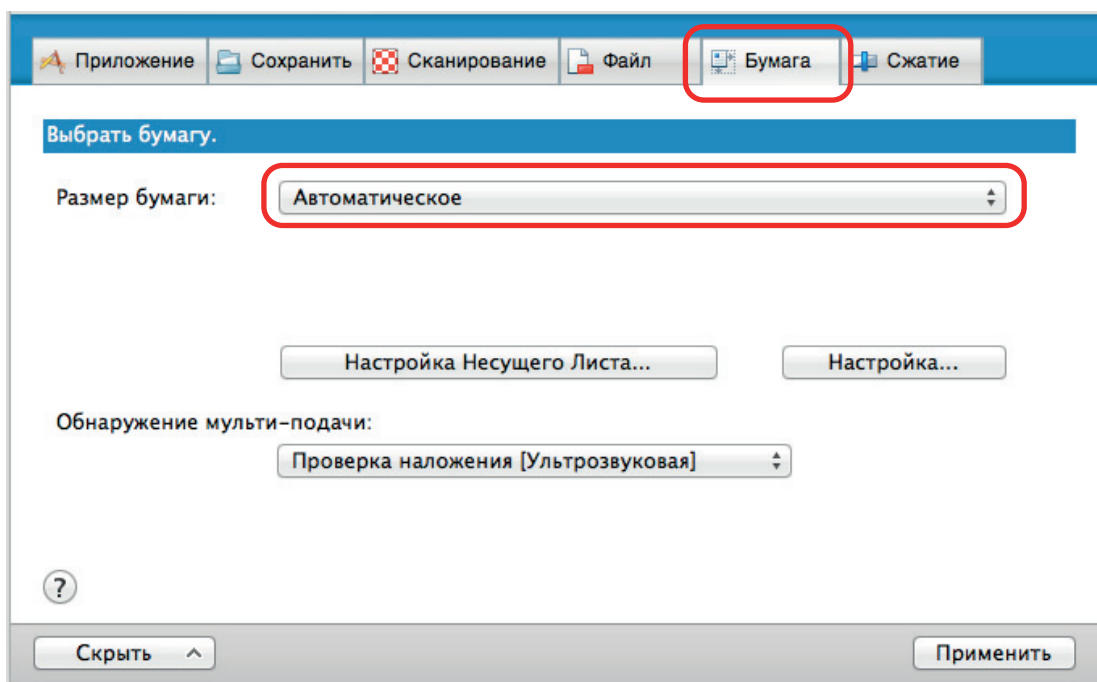 Приложение Сохранить Сканирование Файл Бумага Сжатие
Выбрать бумагу.
Размер бумаги: Автоматическое
Настройка Несущего Листа... Настройка...
Обнаружение мульти-подачи:
Проверка наложения [Ультрозвуковая]
?
Скрыть Применить